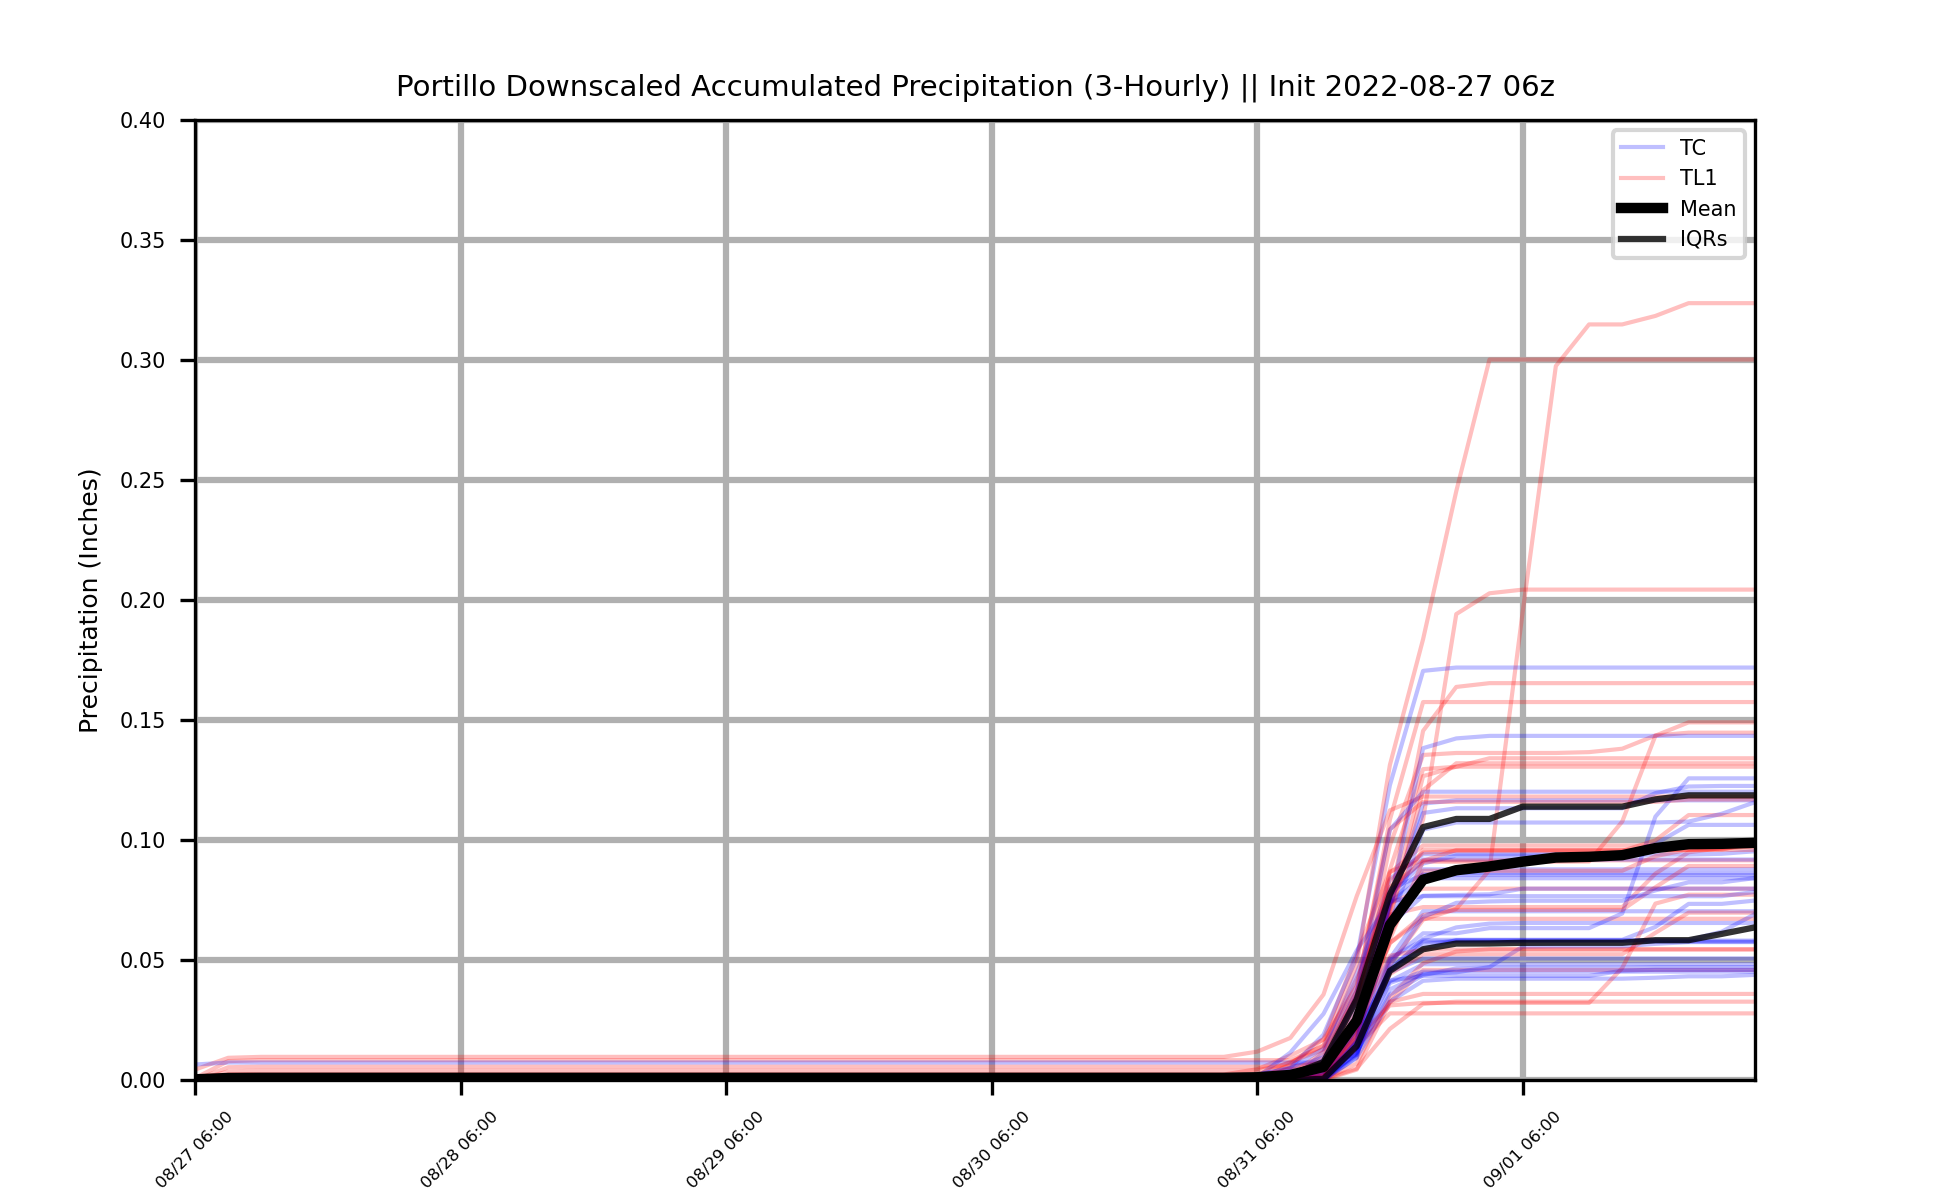 Portillo Downscaled Accumulated Precipitation (3-Hourly) || Init 2022-08-27 06z
TC
TL1
Mean
IQRs
Precipitation (Inches)
0.40
0.35
0.30
0.25
0.20
0.15
0.10
0.05
0.00
08/27 06:00
08/28 06:00
08/29 06:00
08/30 06:00
08/31 06:00
09/01 06:00